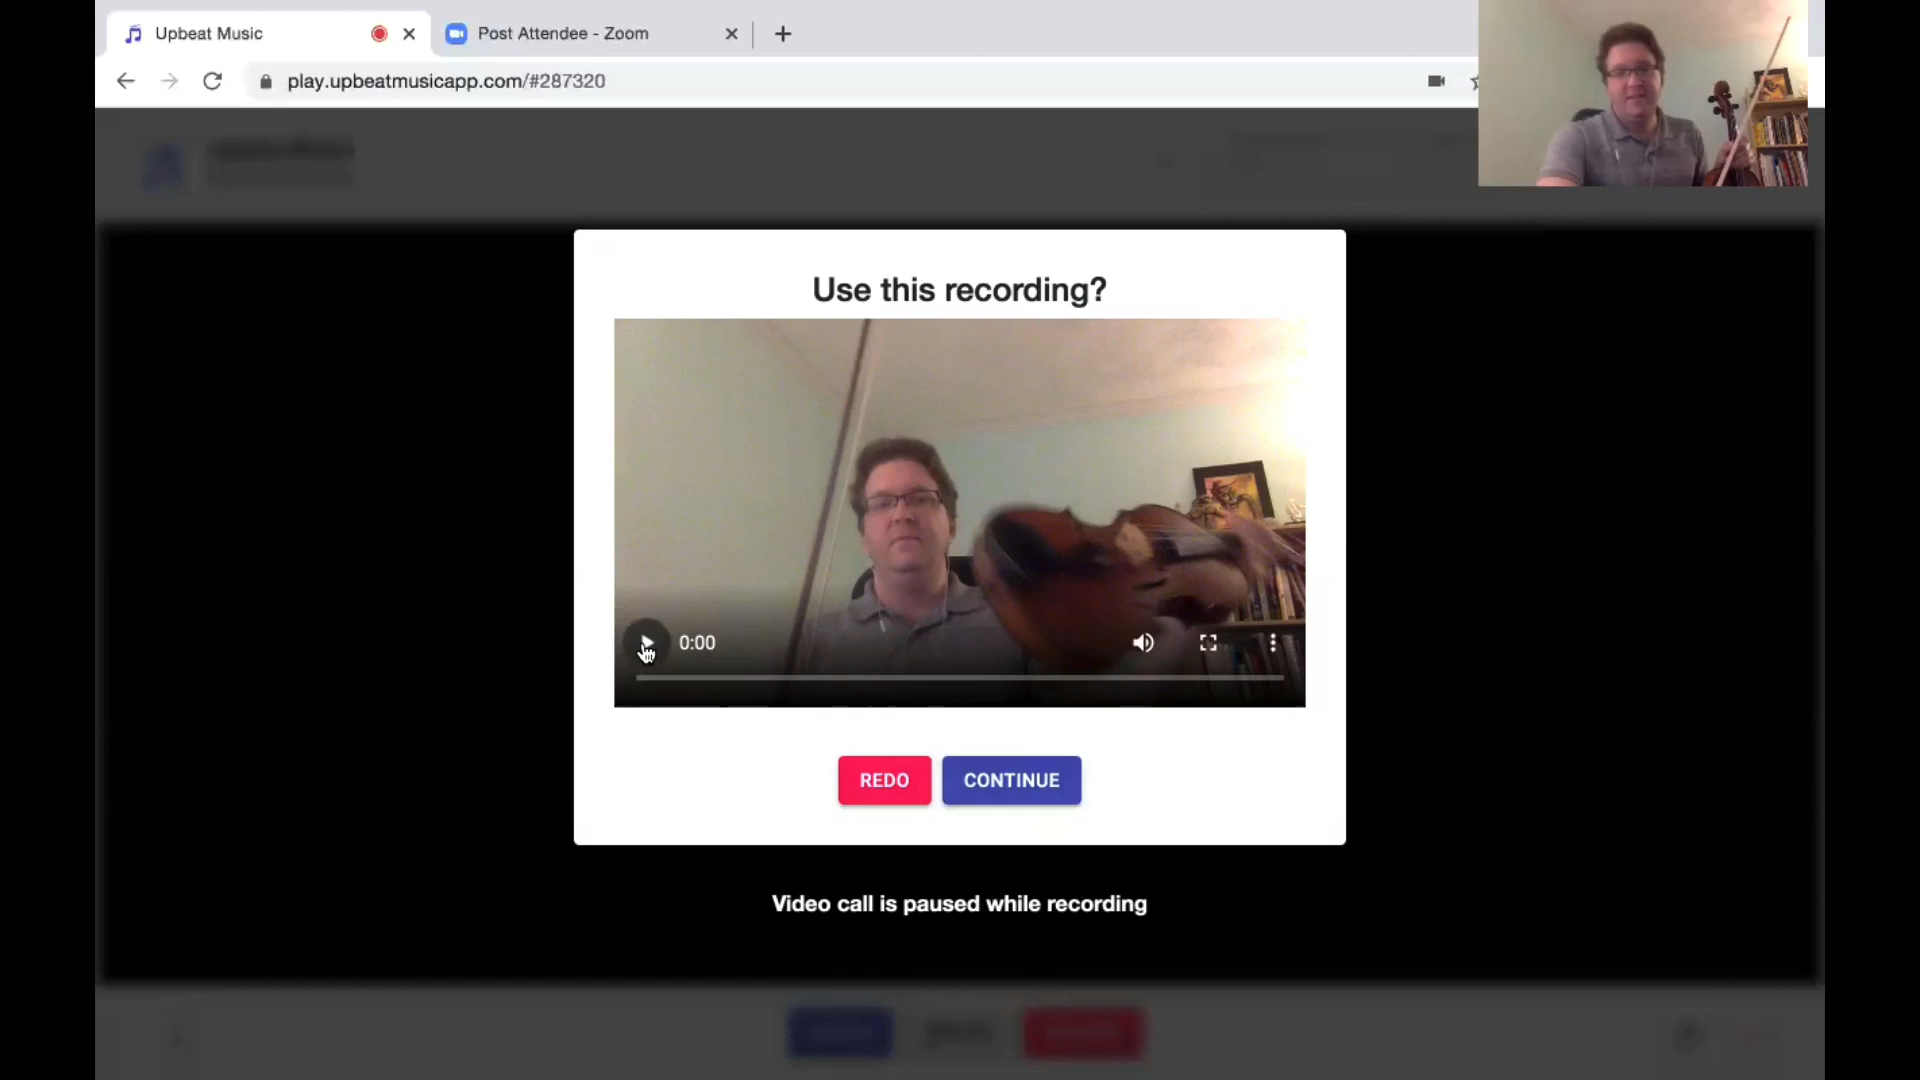 Upbeat Music
Post Attendee - Zoom
play.upbeatmusicapp.com/#287320
Use this recording?
0:00
REDO
CONTINUE
Video call is paused while recording